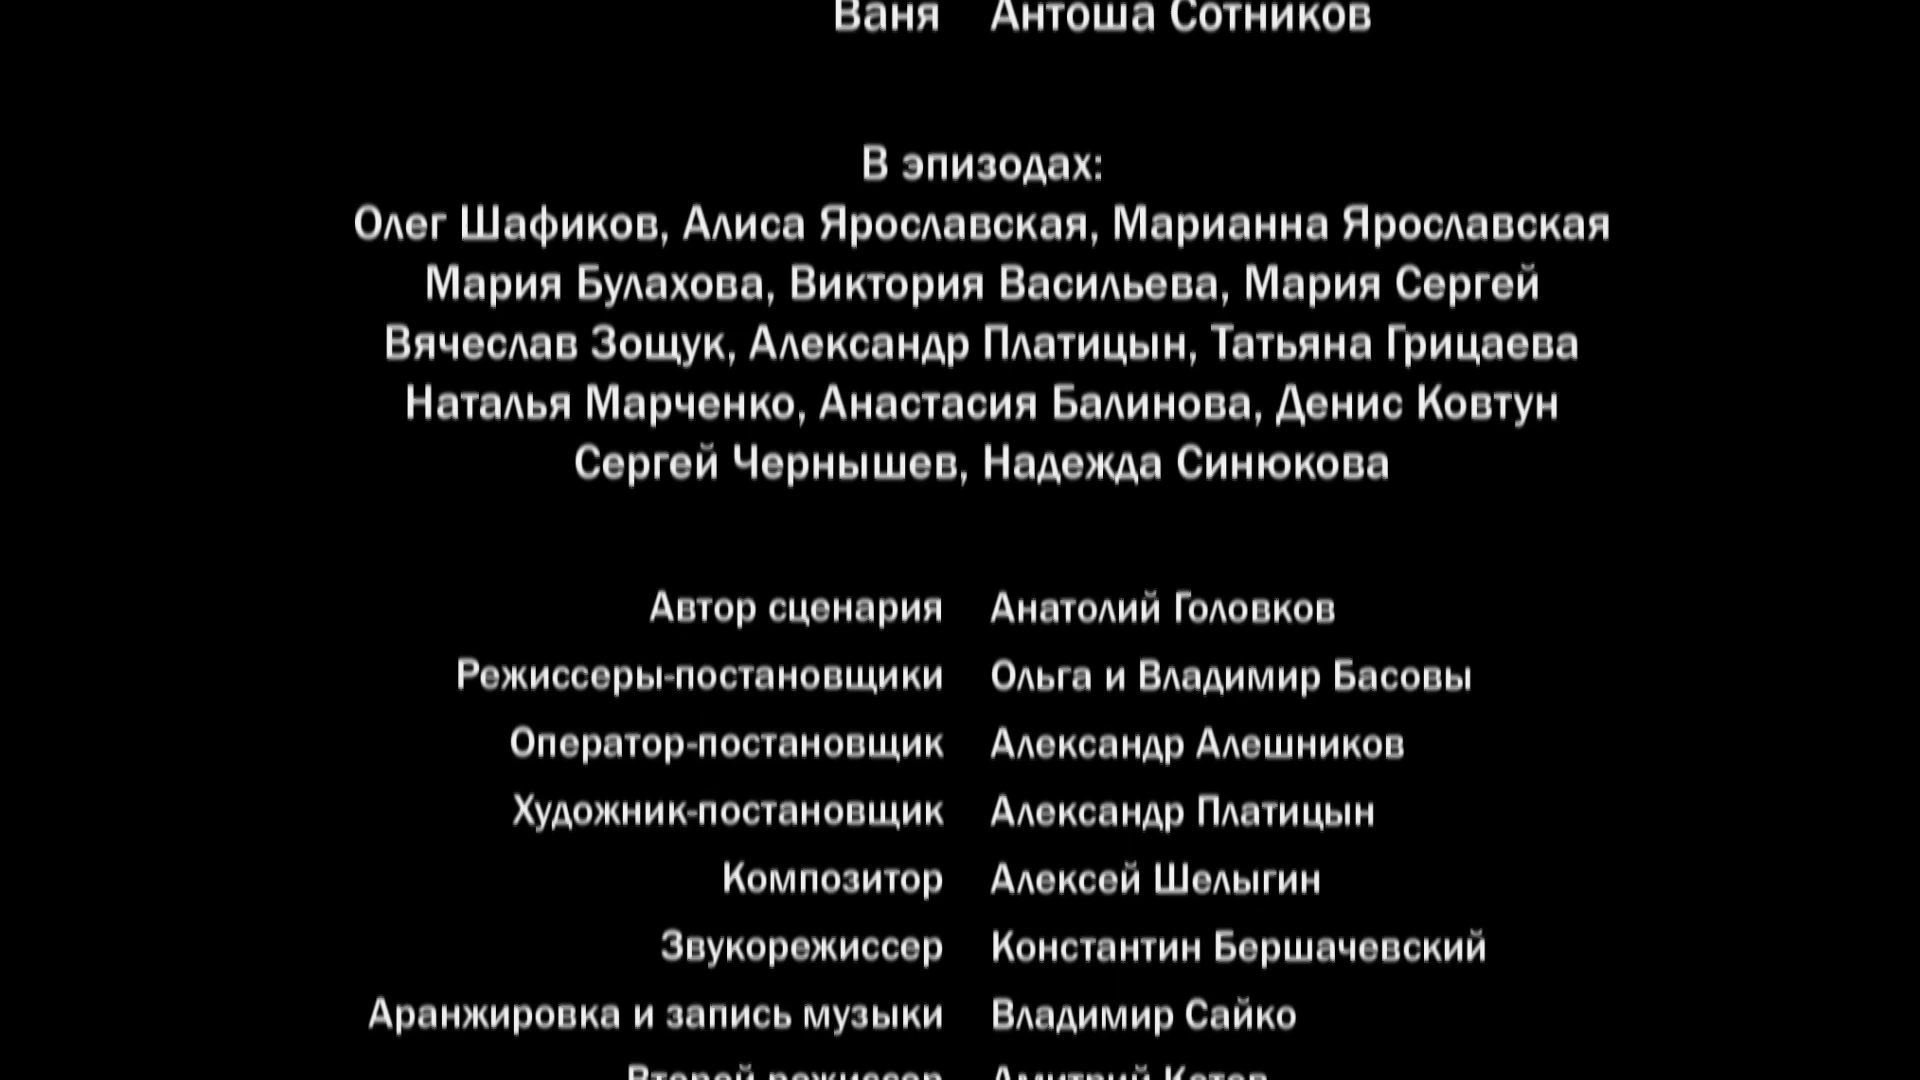 Ваня Антоша Сотников
В эпизодах:
Олег Шафиков, Алиса Ярославская, Марианна Ярославская
Мария Булахова, Виктория Васильева, Мария Сергей
Вячеслав Зощук, Александр Платицын, Татьяна Грицаева
Наталья Марченко, Анастасия Балинова, Денис Ковтун
Сергей Чернышев, Надежда Синюкова
Автор сценария Анатолий Головков
Режиссеры-постановщики Ольга и Владимир Басовы
Оператор-постановщик Александр Алешников
Художник-постановщик Александр Платицын
Композитор Алексей Шелыгин
Звукорежиссер Константин Бершачевский
Аранжировка и запись музыки Владимир Сайко
Второй режиссер Дмитрий